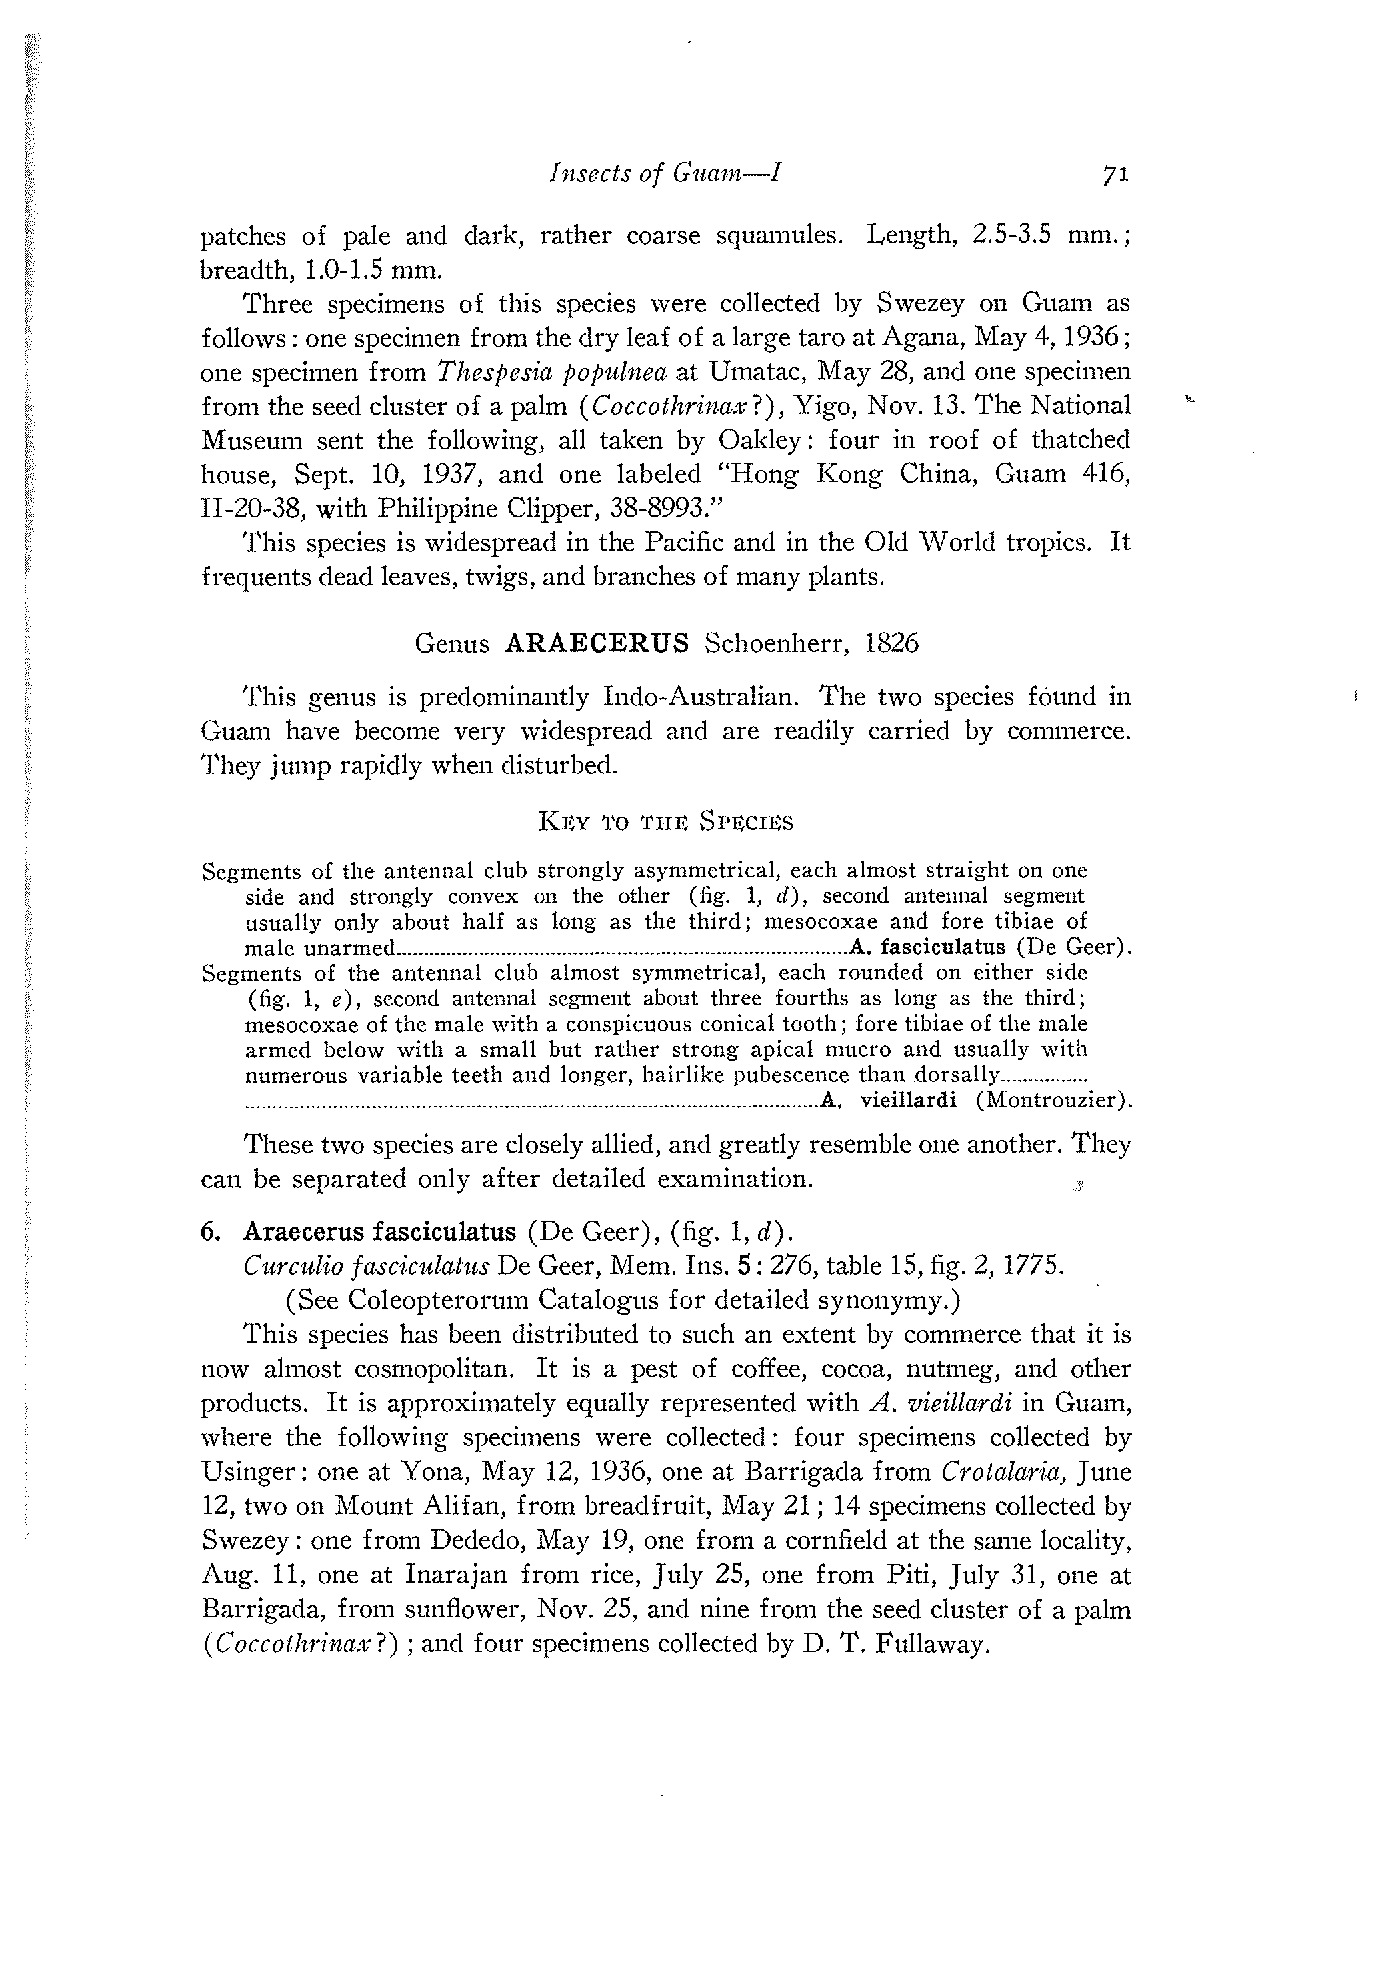 Insects of Guam—I 71
patches of pale and dark, rather coarse squamules. Length, 2.5-3.5 mm.;
breadth, 1.0-1.5 mm.
Three specimens of this species were collected by Swezey on Guam as
follows: one specimen from the dry leaf of a large taro at Agana, May 4, 1936;
one specimen from Thespesia populnea at Umatac, May 28, and one specimen
from the seed cluster of a palm (Coccothrinax?), Yigo, Nov. 13. The National
Museum sent the following, all taken by Oakley: four in roof of thatched
house, Sept. 10, 1937, and one labeled “Hong Kong China, Guam 416,
II-20-38, with Philippine Clipper, 38-8993.”
This species is widespread in the Pacific and in the Old World tropics. It
frequents dead leaves, twigs, and branches of many plants.
Genus ARAECERUS Schoenherr, 1826
This genus is predominantly Indo-Australian. The two species found in
Guam have become very widespread and are readily carried by commerce.
They jump rapidly when disturbed.
KEY TO THE SPECIES
Segments of the antennal club strongly asymmetrical, each almost straight on one
side and strongly convex on the other (fig. 1, d), second antennal segment
usually only about half as long as the third; mesocoxae and fore tibiae of
male unarmed........A. fasciculatus (De Geer).
Segments of the antennal club almost symmetrical, each rounded on either side
(fig. 1, e), second antennal segment about three fourths as long as the third;
mesocoxae of the male with a conspicuous conical tooth; fore tibiae of the male
armed below with a small but rather strong apical mucro and usually with
numerous variable teeth and longer, hairlike pubescence than dorsally........
........A. vieillardi (Montrouzier).
These two species are closely allied, and greatly resemble one another. They
can be separated only after detailed examination.
6. Araecerus fasciculatus (De Geer), (fig. 1, d).
Curculio fasciculatus De Geer, Mem. Ins. 5: 276, table 15, fig. 2, 1775.
(See Coleopterorum Catalogus for detailed synonymy.)
This species has been distributed to such an extent by commerce that it is
now almost cosmopolitan. It is a pest of coffee, cocoa, nutmeg, and other
products. It is approximately equally represented with A. vieillardi in Guam,
where the following specimens were collected: four specimens collected by
Usinger: one at Yona, May 12, 1936, one at Barrigada from Crotalaria, June
12, two on Mount Alifan, from breadfruit, May 21; 14 specimens collected by
Swezey: one from Dededo, May 19, one from a cornfield at the same locality,
Aug. 11, one at Inarajan from rice, July 25, one from Piti, July 31, one at
Barrigada, from sunflower, Nov. 25, and nine from the seed cluster of a palm
(Coccothrinax?); and four specimens collected by D. T. Fullaway.